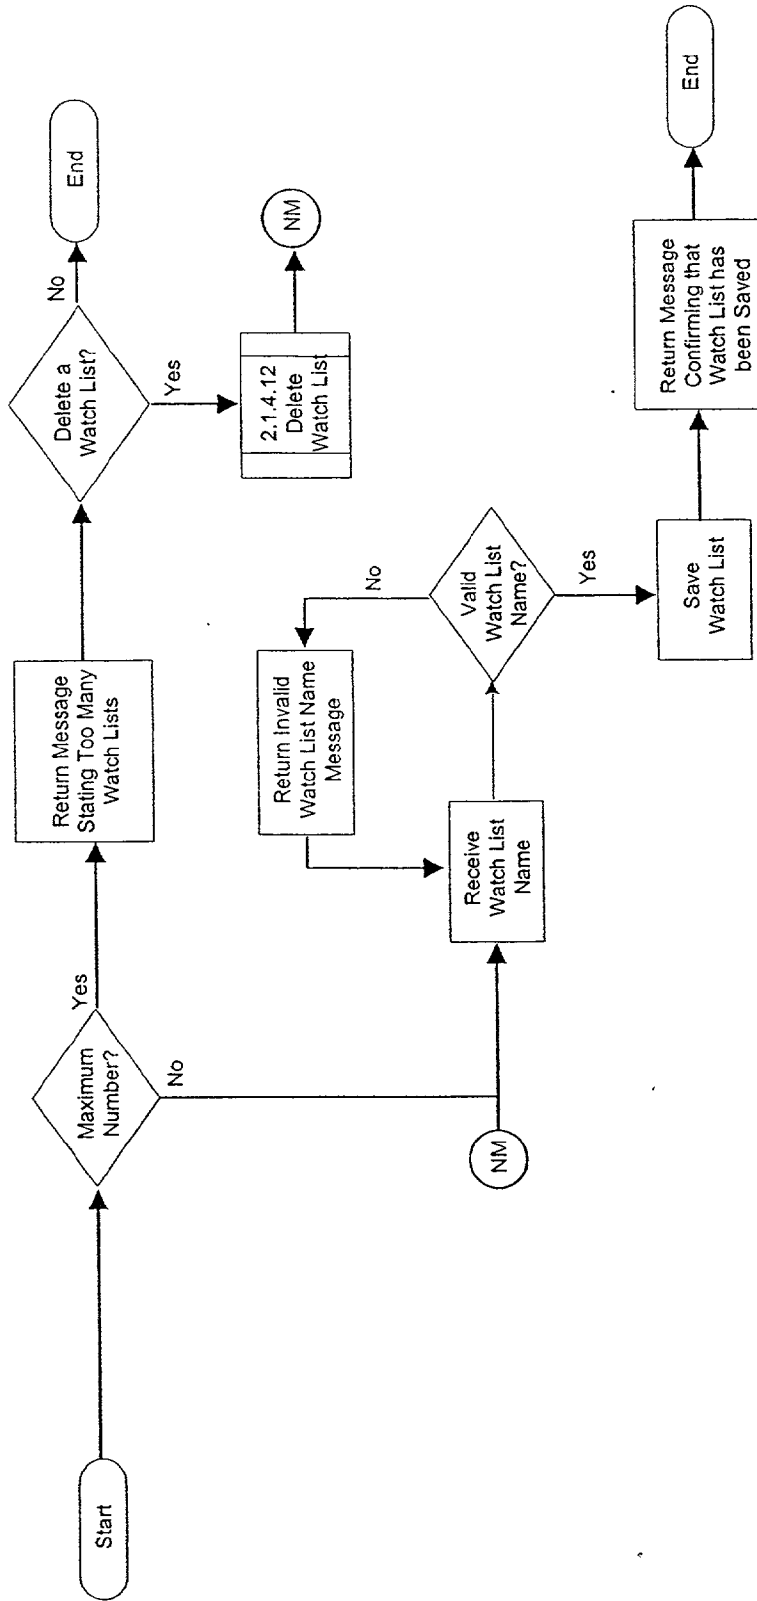 Start
Maximum
Number?
Yes
No
Return Message
Stating Too Many
Watch Lists
Delete a
Watch List?
No
End
Yes
2.1.4.12
Delete
Watch List
NM
NM
Receive
Watch List
Name
Return Invalid
Watch List Name
Message
Valid
Watch List
Name?
No
Yes
Save
Watch List
Return Message
Confirming that
Watch List has
been Saved
End